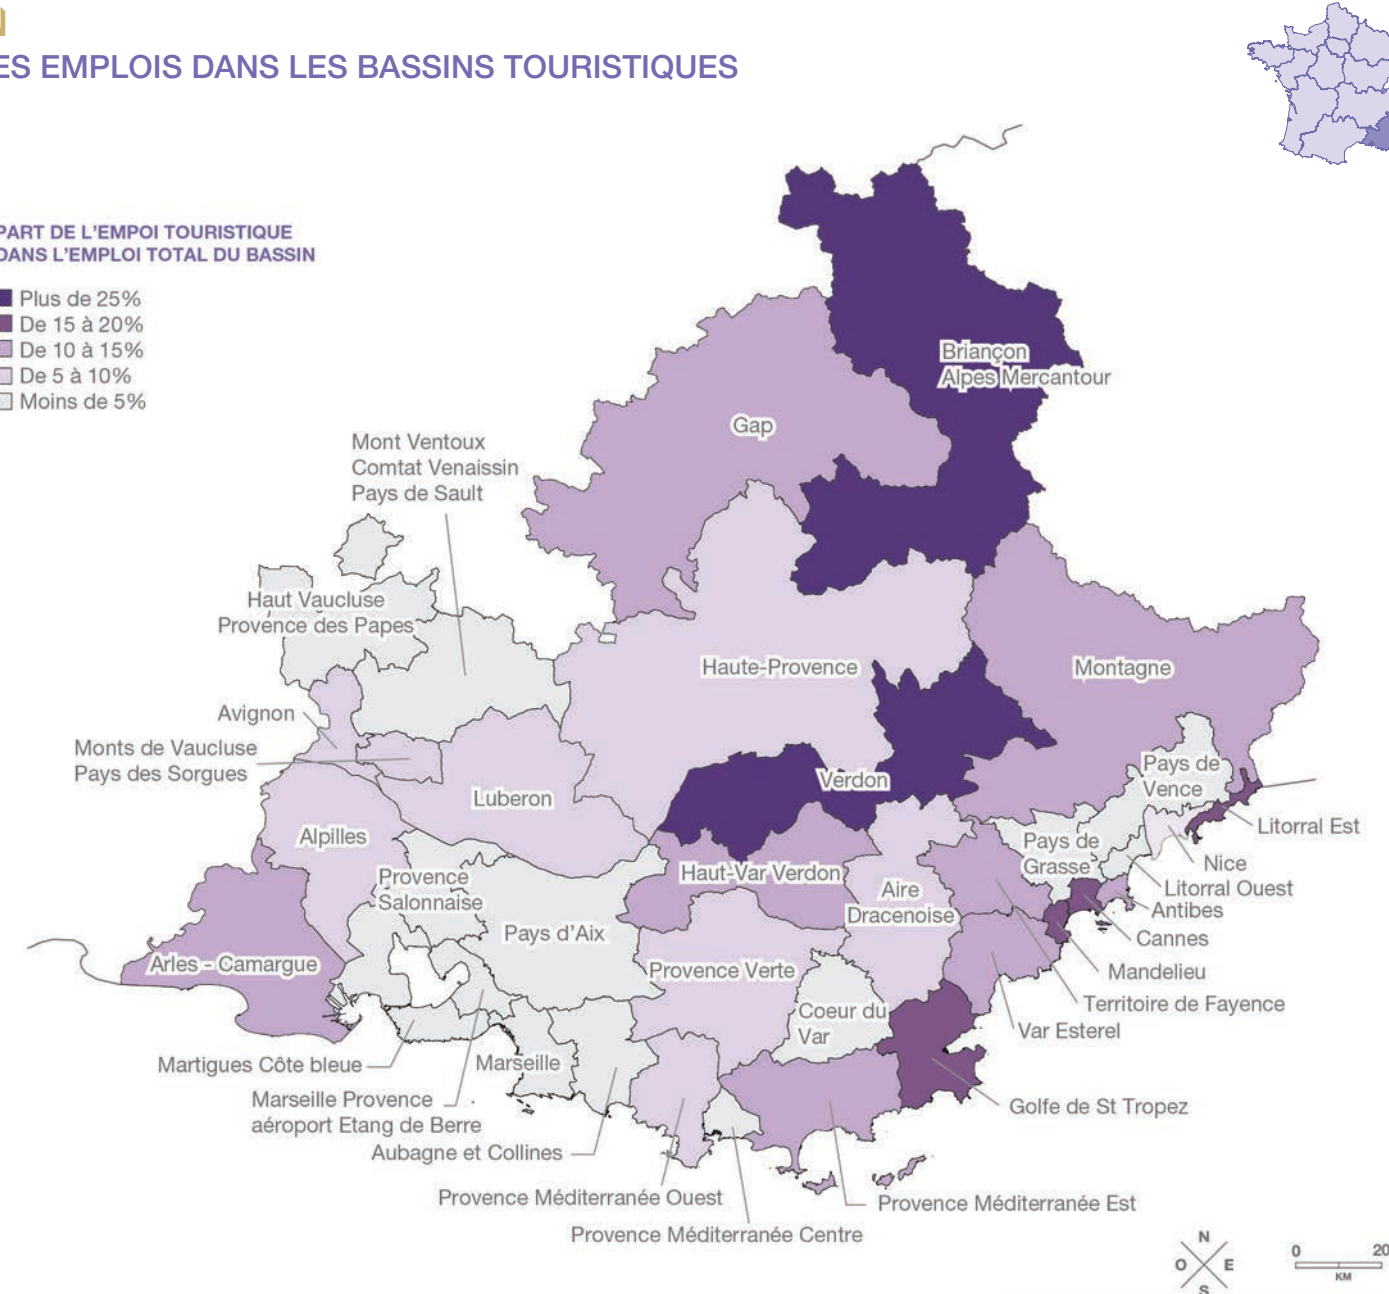 ES EMPLOIS DANS LES BASSINS TOURISTIQUES
PART DE L'EMPOI TOURISTIQUE
DANS L'EMPLOI TOTAL DU BASSIN
Plus de 25%
De 15 à 20%
De 10 à 15%
De 5 à 10%
Moins de 5%
Briançon
Alpes Mercantour
Gap
Mont Ventoux
Comtat Venaissin
Pays de Sault
Haut Vaucluse
Provence des Papes
Haute-Provence
Montagne
Avignon
Monts de Vaucluse
Pays des Sorgues
Luberon
Verdon
Pays de
Vence
Litorral Est
Alpilles
Pays de
Grasse
Nice
Litorral Ouest
Antibes
Cannes
Mandelieu
Territoire de Fayence
Var Esterel
Provence
Salonnaise
Haut-Var Verdon
Aire
Dracenoise
Pays d'Aix
Arles - Camargue
Provence Verte
Coeur du
Var
Martigues Côte bleue
Marseille
Marseille Provence
aéroport Etang de Berre
Aubagne et Collines
Golfe de St Tropez
Provence Méditerranée Ouest
Provence Méditerranée Est
Provence Méditerranée Centre
N
O E
S
0 20
KM